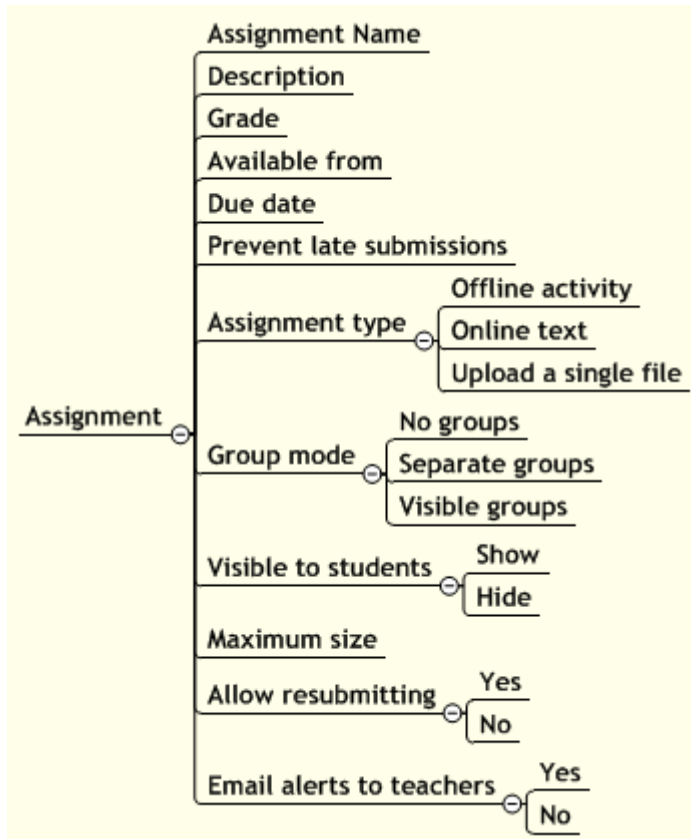 Assignment Name
Description
Grade
Available from
Due date
Prevent late submissions
Assignment type
Offline activity
Online text
Upload a single file
Assignment
Group mode
No groups
Separate groups
Visible groups
Visible to students
Show
Hide
Maximum size
Allow resubmitting
Yes
No
Email alerts to teachers
Yes
No